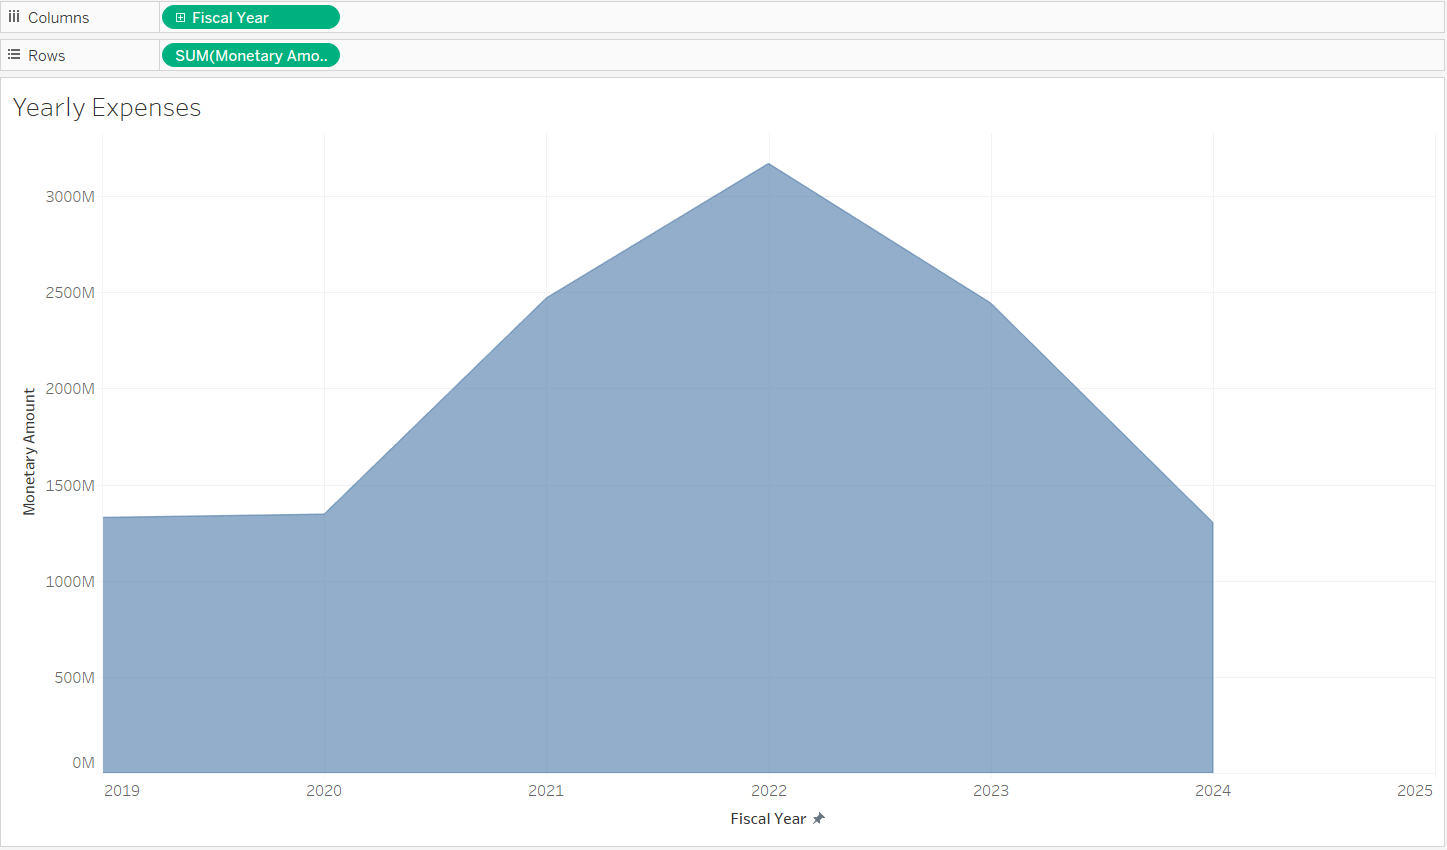 Columns
Fiscal Year
Rows
SUM(Monetary Amo..
Yearly Expenses
3000M
2500M
2000M
1500M
1000M
500M
0M
Monetary Amount
2019 2020 2021 2022 2023 2024 2025
Fiscal Year